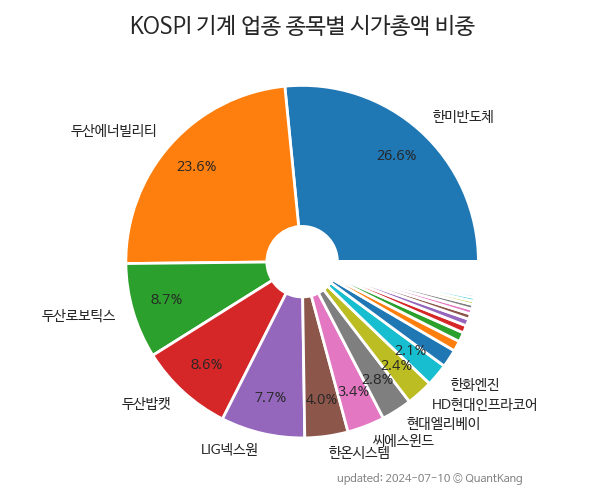 KOSPI 기계 업종 종목별 시가총액 비중
한미반도체
26.6%
두산에너빌리티
23.6%
두산로보틱스
8.7%
두산밥캣
8.6%
LIG넥스원
7.7%
한온시스템
4.0%
씨에스윈드
3.4%
현대엘리베이
2.8%
HD현대인프라코어
2.4%
한화엔진
2.1%
updated: 2024-07-10 ⓒ QuantKang